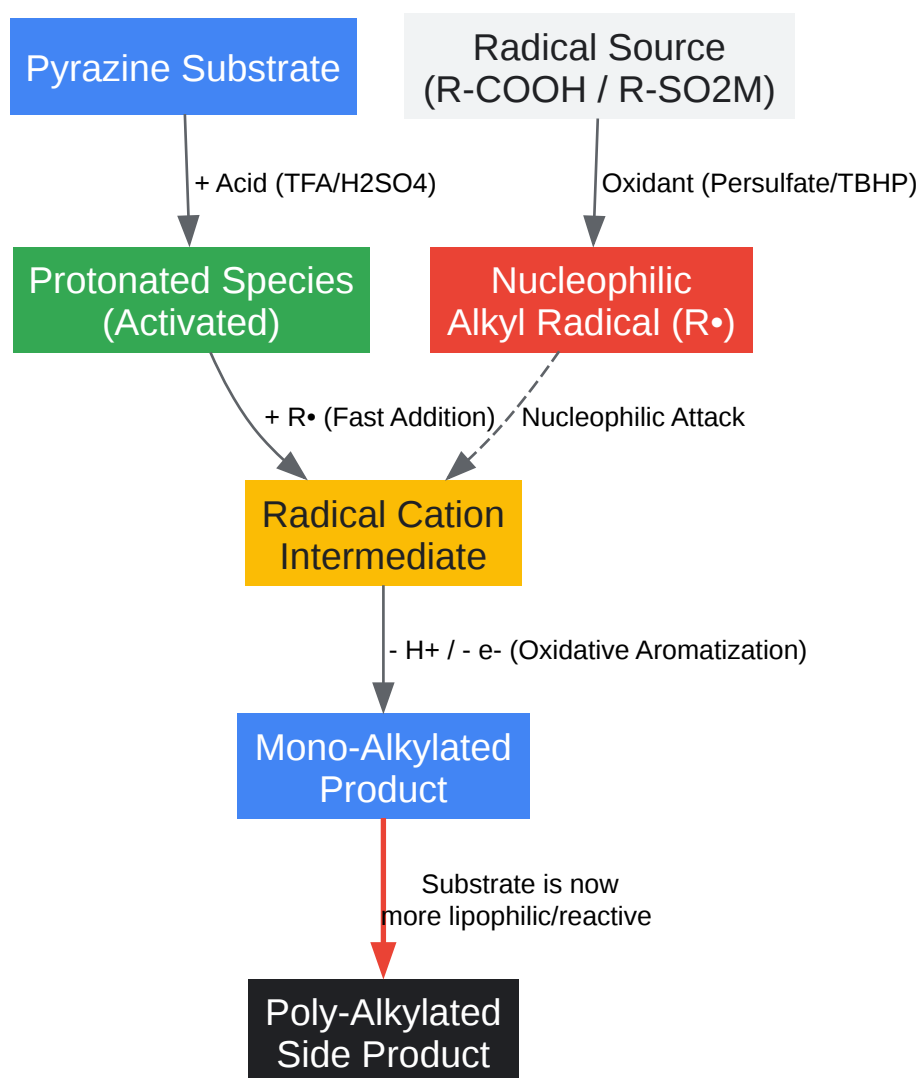 Pyrazine Substrate
Radical Source
(R-COOH / R-SO2M)
+ Acid (TFA/H2SO4)
Oxidant (Persulfate/TBHP)
Protonated Species
(Activated)
Nucleophilic
Alkyl Radical (R•)
+ R• (Fast Addition)
Nucleophilic Attack
Radical Cation
Intermediate
- H+ / - e- (Oxidative Aromatization)
Mono-Alkylated
Product
Substrate is now
more lipophilic/reactive
Poly-Alkylated
Side Product